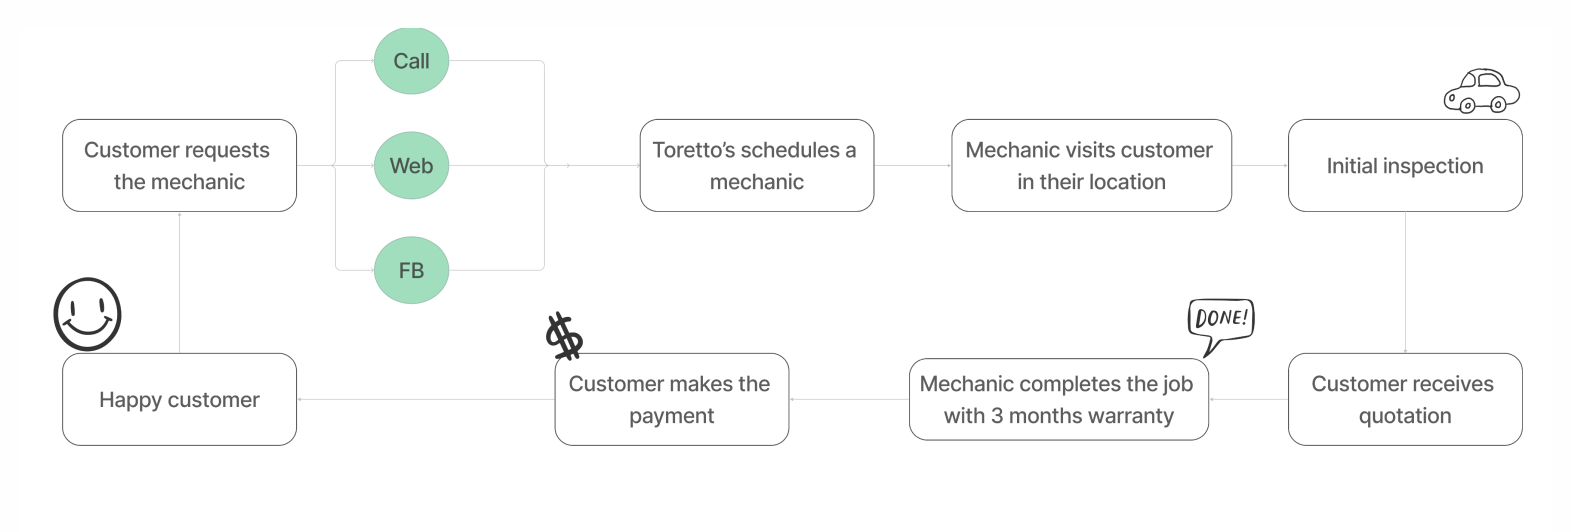 Call
Customer requests
the mechanic
Web
Toretto’s schedules a
mechanic
Mechanic visits customer
in their location
Initial inspection
FB
DONE!
$
Happy customer
Customer makes the
payment
Mechanic completes the job
with 3 months warranty
Customer receives
quotation